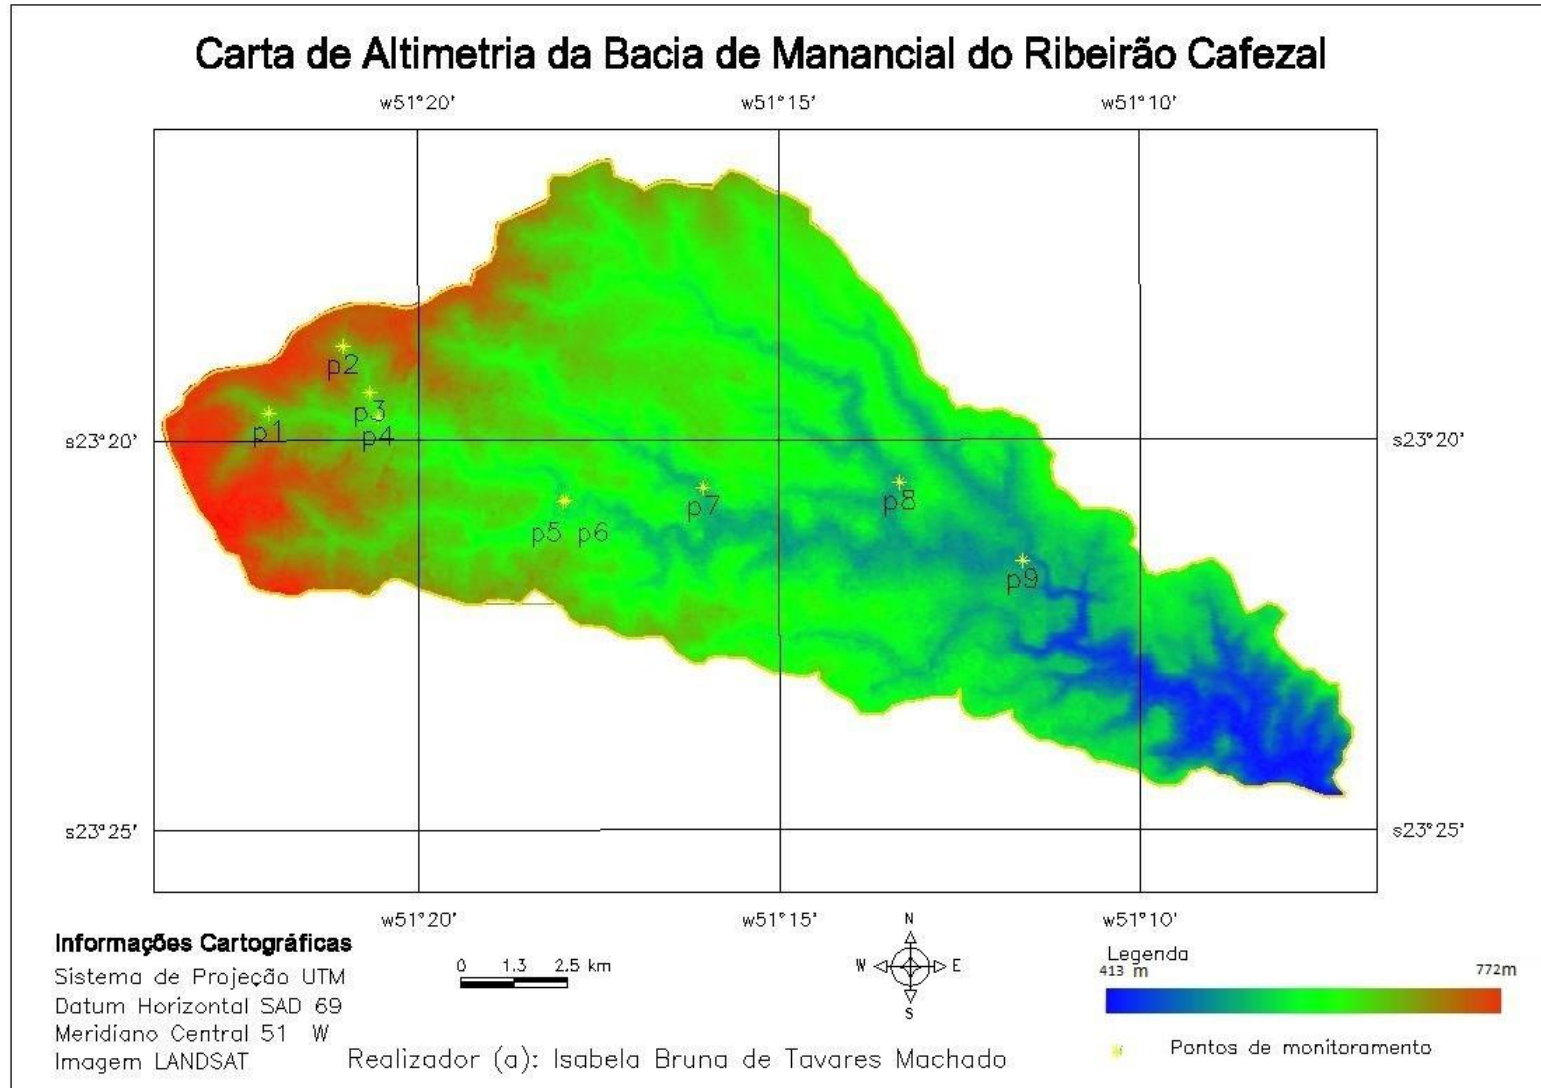 Carta de Altimetria da Bacia de Manancial do Ribeirão Cafezal
w51°20' w51°15' w51°10'
p2
p3
p1
p4
s23°20' s23°20'
p8
p7
p5 p6
p9
s23°25' s23°25'
w51°20' w51°15' w51°10'
N
W E
S
Informações Cartográficas
Sistema de Projeção UTM
Datum Horizontal SAD 69
Meridiano Central 51 W
Imagem LANDSAT
0 1.3 2.5 km
Legenda
413 m 772m
Pontos de monitoramento
Realizador (a): Isabela Bruna de Tavares Machado